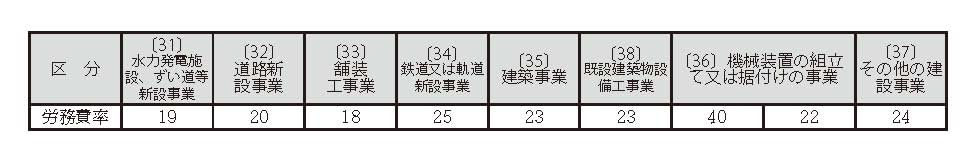 区　分
〔31〕
水力発電施
設、ずい道等
新設事業
〔32〕
道路新
設事業
〔33〕
舗装
工事業
〔34〕
鉄道又は軌道
新設事業
〔35〕
建築事業
〔38〕
既設建築物設
備工事業
〔36〕機械装置の組立
て又は据付けの事業
〔37〕
その他の建
設事業
労務費率 19 20 18 25 23 23 40 22 24